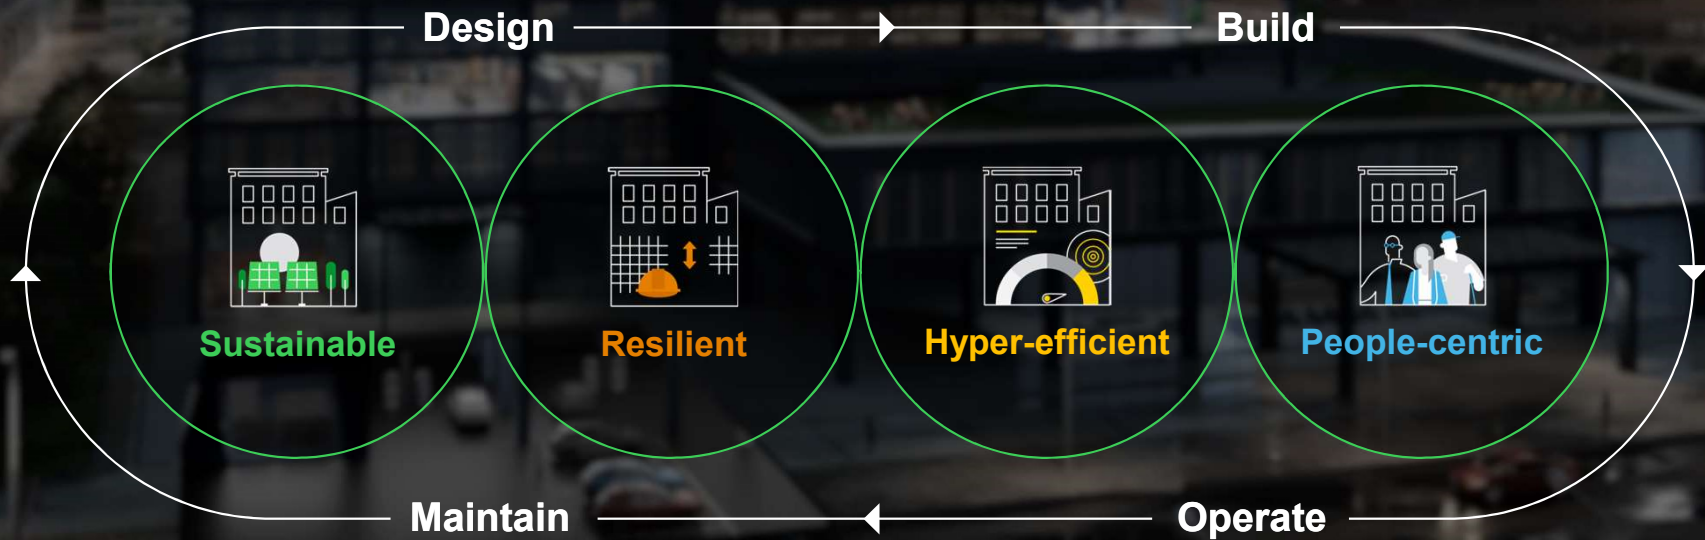 Design
Build
Sustainable
Resilient
Hyper-efficient
People-centric
Maintain
Operate